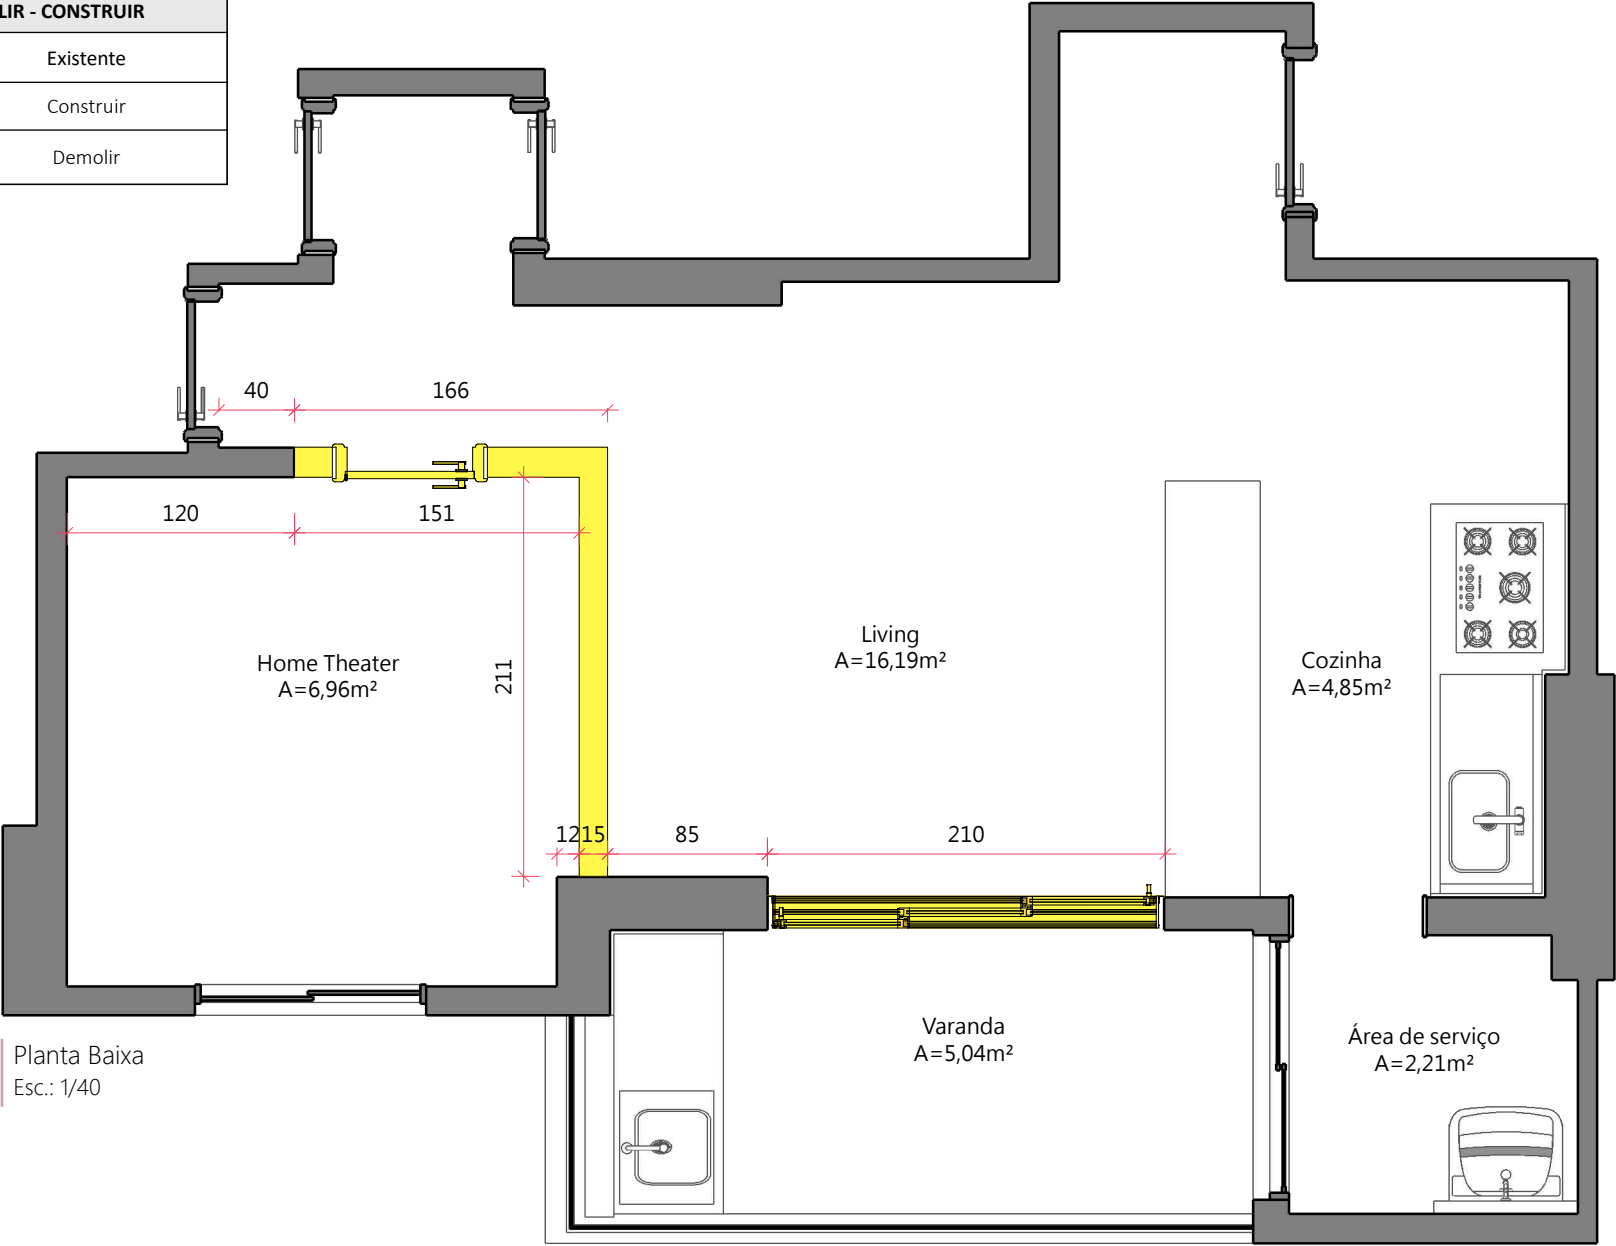 LIR - CONSTRUIR
Existente
Construir
Demolir
40
166
120
151
211
Living
A=16,19m²
Home Theater
A=6,96m²
Cozinha
A=4,85m²
12
15
85
210
Varanda
A=5,04m²
Área de serviço
A=2,21m²
Planta Baixa
Esc.: 1/40